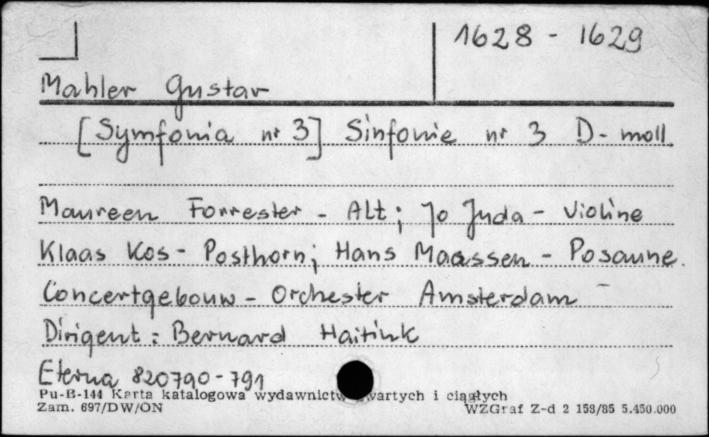 1628 - 1629
Mahler Gustav
[Symfonia nr 3] Sinfonie nr 3 D-moll
Maureen Forrester - Alt; Jo Juda - Violine
Klaas Kos - Posthorn; Hans Maassen - Posaune.
Concertgebouw - Orchester Amsterdam -
Dirigent: Bernard Haitink
Eterna 820790-791
Pu-B-144 Karta katalogowa wydawnictw zwartych i ciągłych
Zam. 697/DW/ON WZGraf Z-d 2 158/85 5.450.000